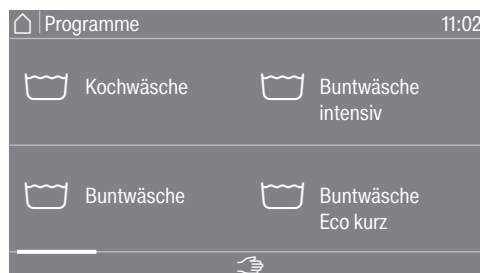 Programme 11:02
Kochwäsche
Buntwäsche
intensiv
Buntwäsche
Buntwäsche
Eco kurz